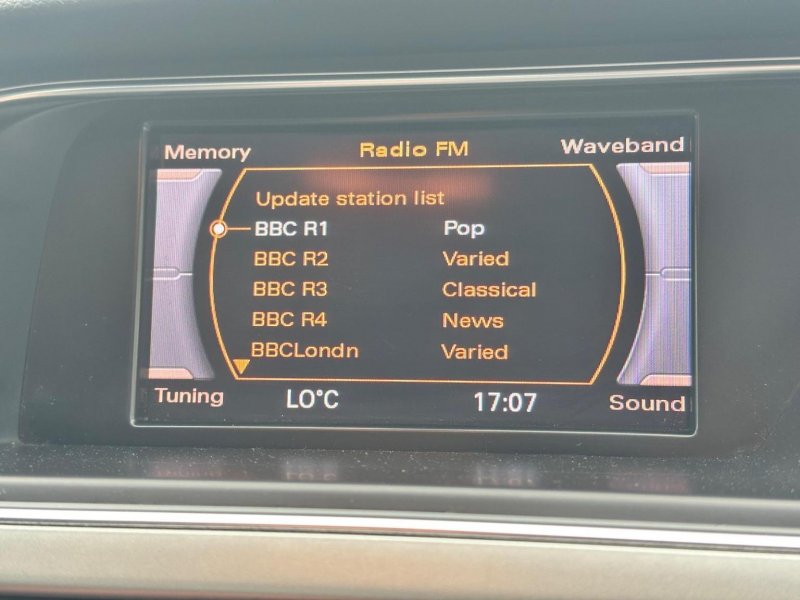 Memory Radio FM Waveband
Update station list
BBC R1 Pop
BBC R2 Varied
BBC R3 Classical
BBC R4 News
BBCLondn Varied
Tuning LO°C 17:07 Sound